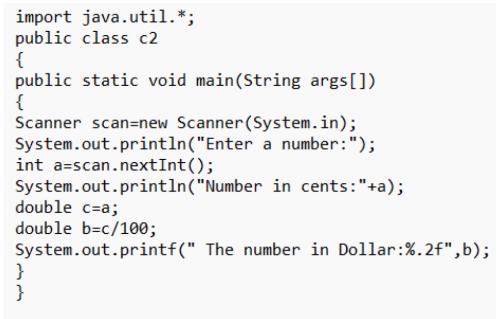 import java.util.*;
public class c2
{
public static void main(String args[])
{
Scanner scan=new Scanner(System.in);
System.out.println("Enter a number:");
int a=scan.nextInt();
System.out.println("Number in cents:"+a);
double c=a;
double b=c/100;
System.out.printf(" The number in Dollar:%.2f",b);
}
}